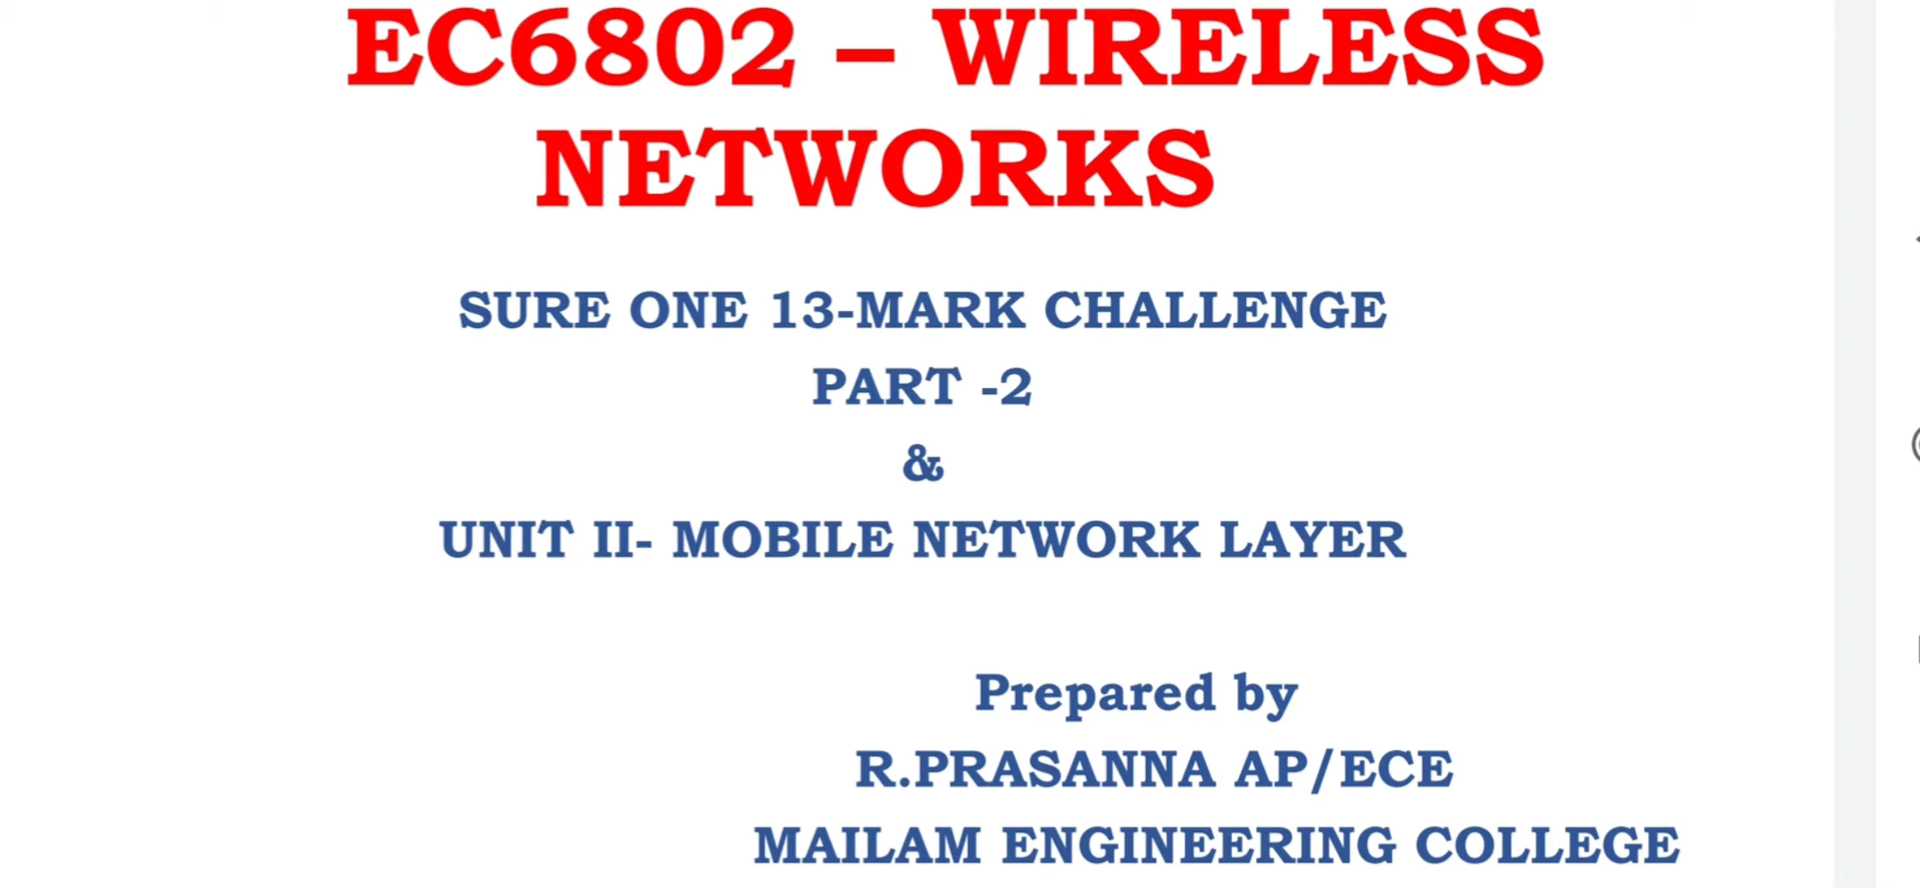 EC6802 – WIRELESS
NETWORKS
SURE ONE 13-MARK CHALLENGE
PART -2
&
UNIT II- MOBILE NETWORK LAYER
Prepared by
R.PRASANNA AP/ECE
MAILAM ENGINEERING COLLEGE